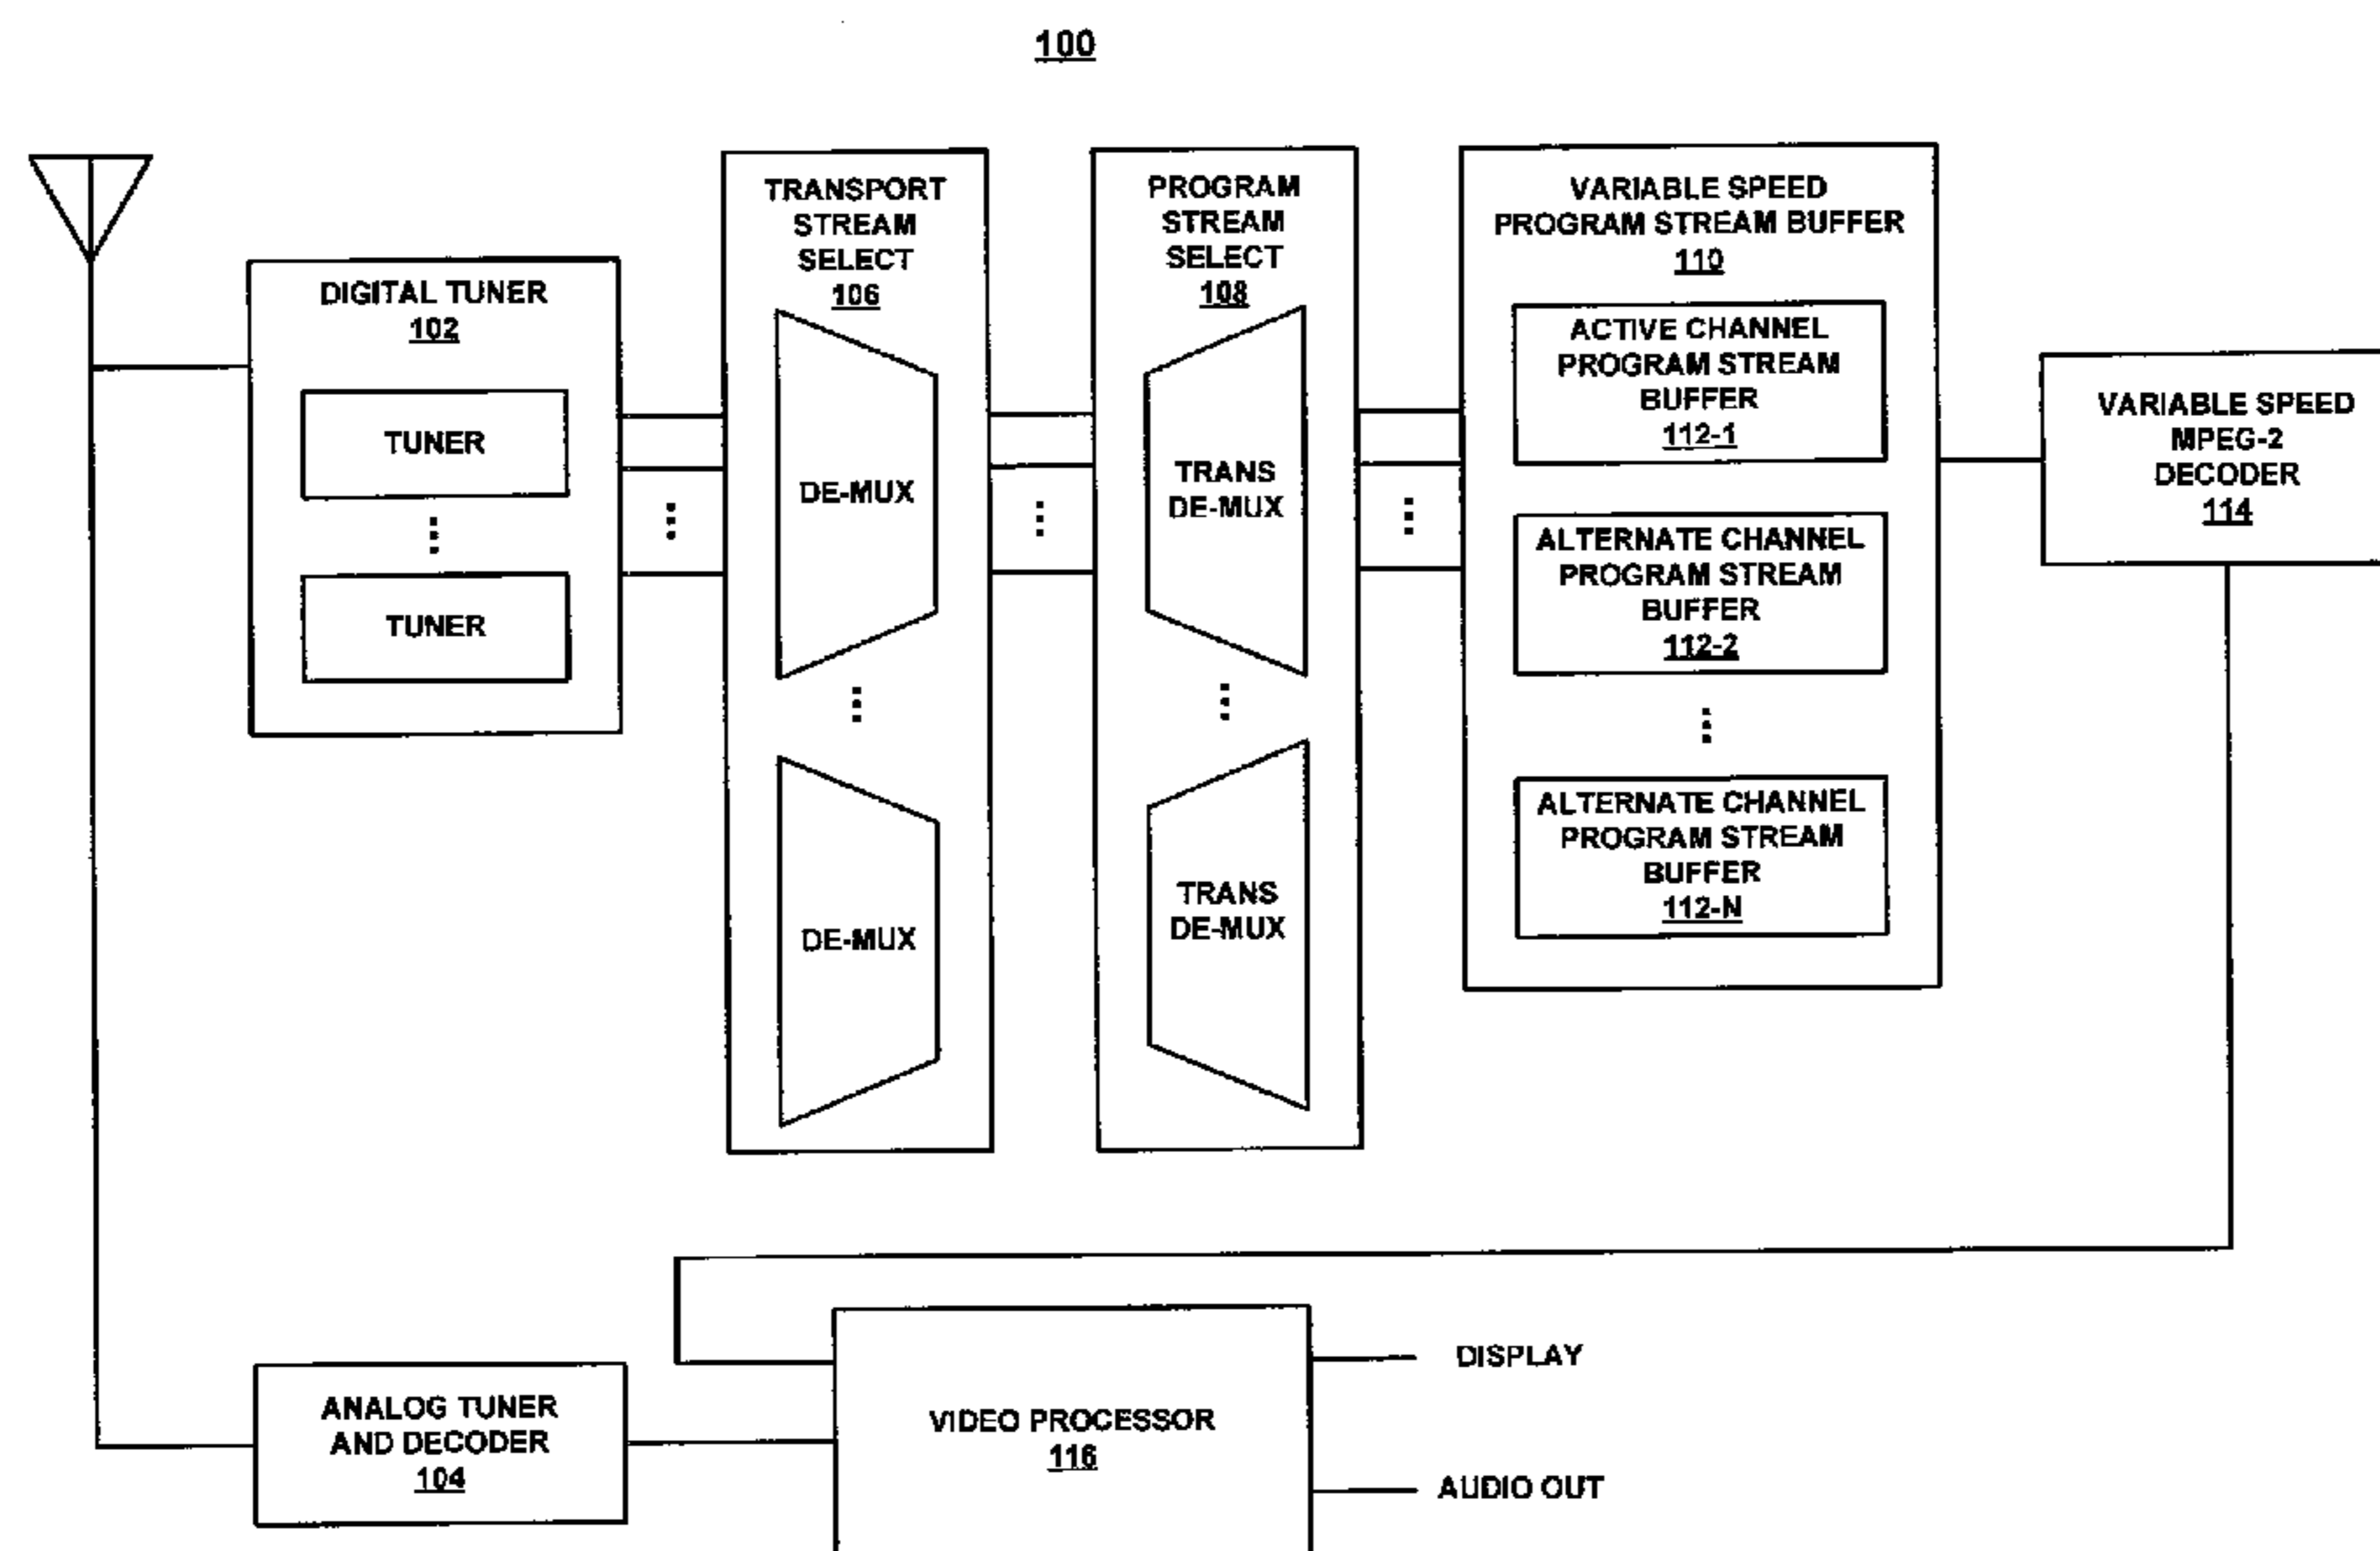 100
DIGITAL TUNER
102
TUNER
TUNER
TRANSPORT
STREAM
SELECT
106
DE-MUX
DE-MUX
PROGRAM
STREAM
SELECT
108
TRANS
DE-MUX
TRANS
DE-MUX
VARIABLE SPEED
PROGRAM STREAM BUFFER
110
ACTIVE CHANNEL
PROGRAM STREAM
BUFFER
112-1
ALTERNATE CHANNEL
PROGRAM STREAM
BUFFER
112-2
ALTERNATE CHANNEL
PROGRAM STREAM
BUFFER
112-N
VARIABLE SPEED
MPEG-2
DECODER
114
ANALOG TUNER
AND DECODER
104
VIDEO PROCESSOR
116
DISPLAY
AUDIO OUT